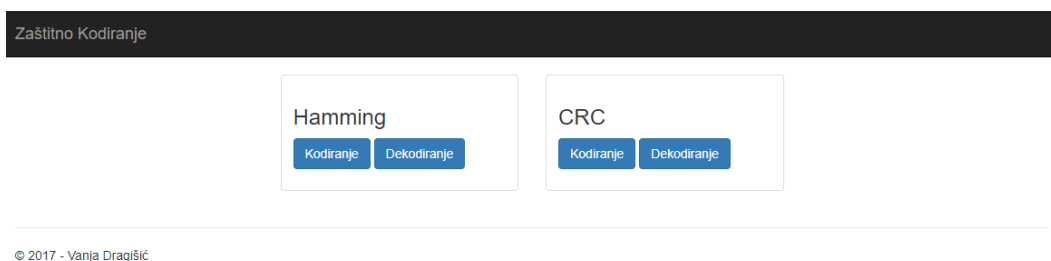 Zaštitno Kodiranje
Hamming
Kodiranje Dekodiranje
CRC
Kodiranje Dekodiranje
© 2017 - Vanja Dragišić